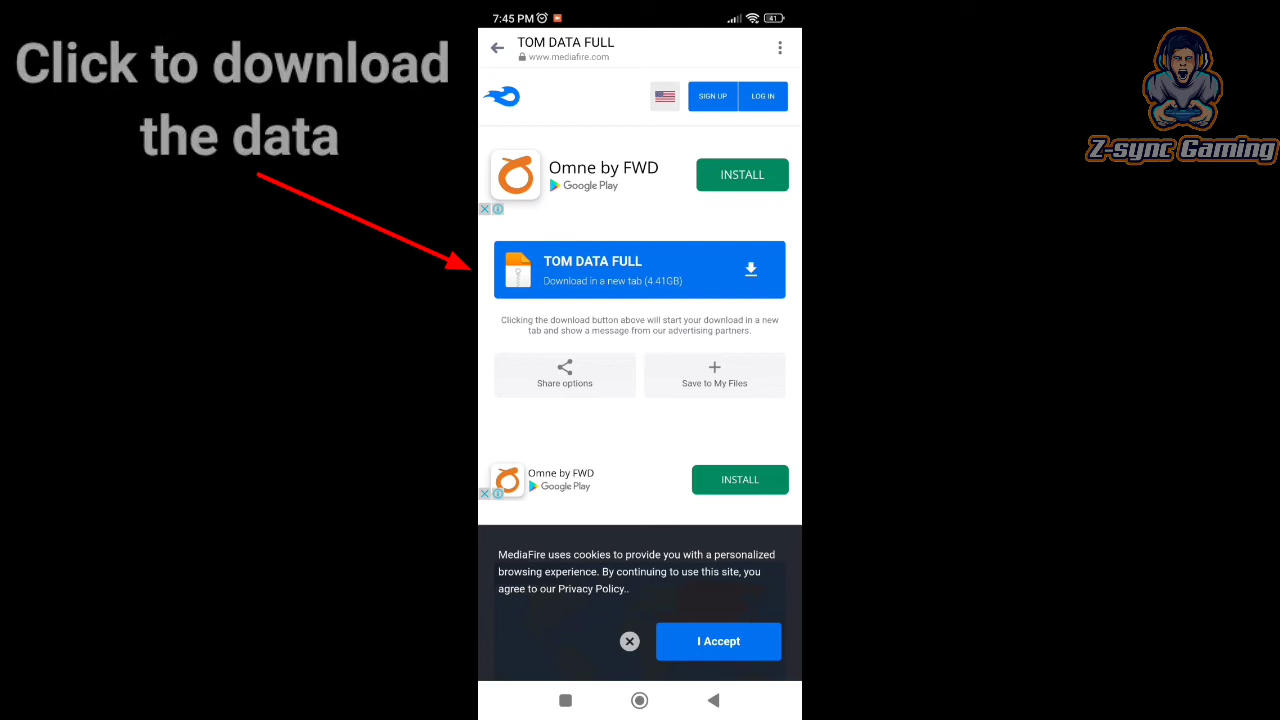 Click to download
the data
7:45 PM
41
TOM DATA FULL
www.mediafire.com
SIGN UP
LOG IN
Omne by FWD
Google Play
INSTALL
TOM DATA FULL
Download in a new tab (4.41GB)
Clicking the download button above will start your download in a new
tab and show a message from our advertising partners.
Share options
Save to My Files
Omne by FWD
Google Play
INSTALL
MediaFire uses cookies to provide you with a personalized
browsing experience. By continuing to use this site, you
agree to our Privacy Policy..
I Accept
Z-sync Gaming